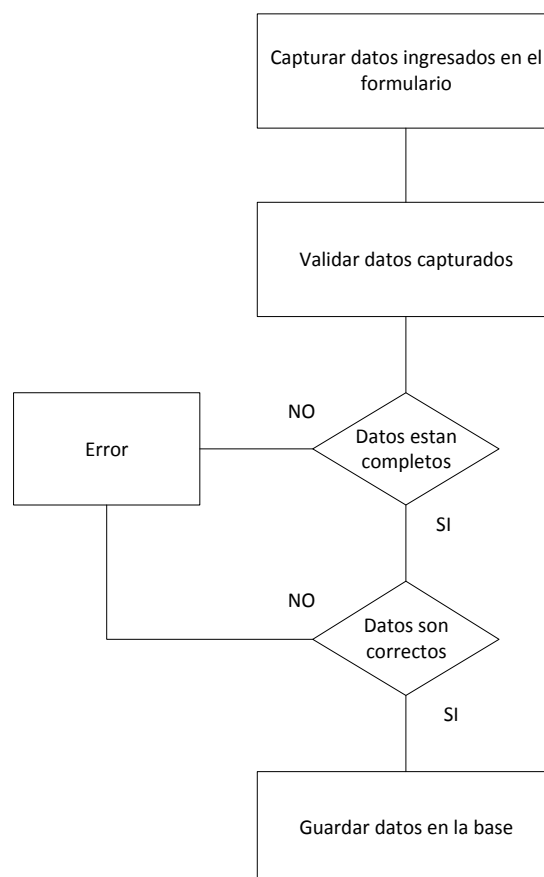 Capturar datos ingresados en el
formulario
Validar datos capturados
NO
Datos estan
completos
Error
SI
NO
Datos son
correctos
SI
Guardar datos en la base